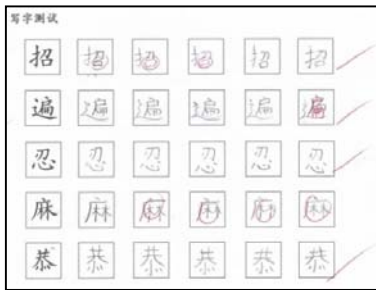 写字测试
招 招 招 招 招 招
遍 遍 遍 遍 遍 遍
忍 忍 忍 忍 忍 忍
麻 麻 麻 麻 麻 麻
恭 恭 恭 恭 恭 恭